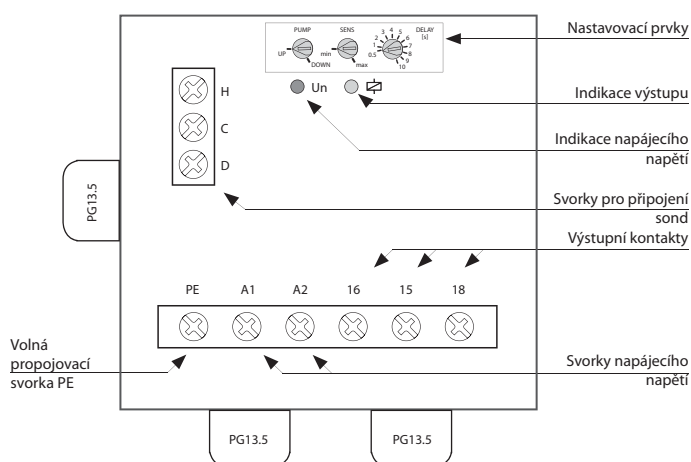 PUMP
SENS
DELAY
[s]
UP
DOWN
min
max
0.5
1
2
3
4
5
6
7
8
9
10
Nastavovací prvky
Un
Indikace výstupu
H
C
D
Indikace napájecího
napětí
PG13.5
Svorky pro připojení
sond
Výstupní kontakty
PE
A1
A2
16
15
18
Volná
propojovací
svorka PE
Svorky napájecího
napětí
PG13.5
PG13.5